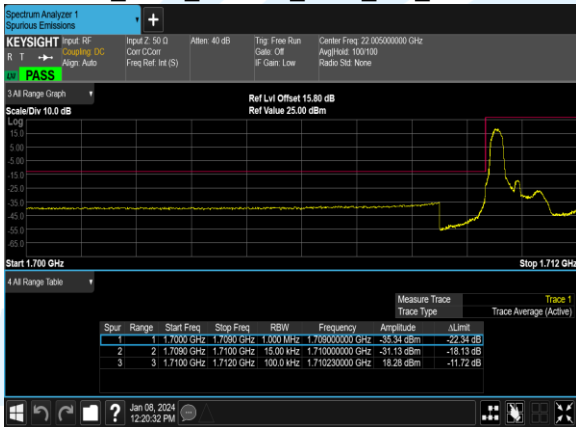 Spectrum Analyzer 1
Spurious Emissions
+
KEYSIGHT Input: RF Input Z: 50 Ω Atten: 40 dB Trig: Free Run Center Freq: 22.005000000 GHz
R T Coupling: DC Corr CCorr Gate: Off Avg|Hold: 100/100
Align: Auto Freq Ref: Int (S) IF Gain: Low Radio Std: None
PASS
3 All Range Graph
Ref Lvl Offset 15.80 dB
Scale/Div 10.0 dB Ref Value 25.00 dBm
Log
15.0
5.00
-5.00
-15.0
-25.0
-35.0
-45.0
-55.0
-65.0
Start 1.700 GHz Stop 1.712 GHz
4 All Range Table
Measure Trace Trace 1
Trace Type Trace Average (Active)
Spur Range Start Freq Stop Freq RBW Frequency Amplitude ΔLimit
1 1 1.7000 GHz 1.7090 GHz 1.000 MHz 1.709000000 GHz -35.34 dBm -22.34 dB
2 2 1.7090 GHz 1.7100 GHz 15.00 kHz 1.710000000 GHz -31.13 dBm -18.13 dB
3 3 1.7100 GHz 1.7120 GHz 100.0 kHz 1.710230000 GHz 18.28 dBm -11.72 dB
?
Jan 08, 2024
12:20:32 PM